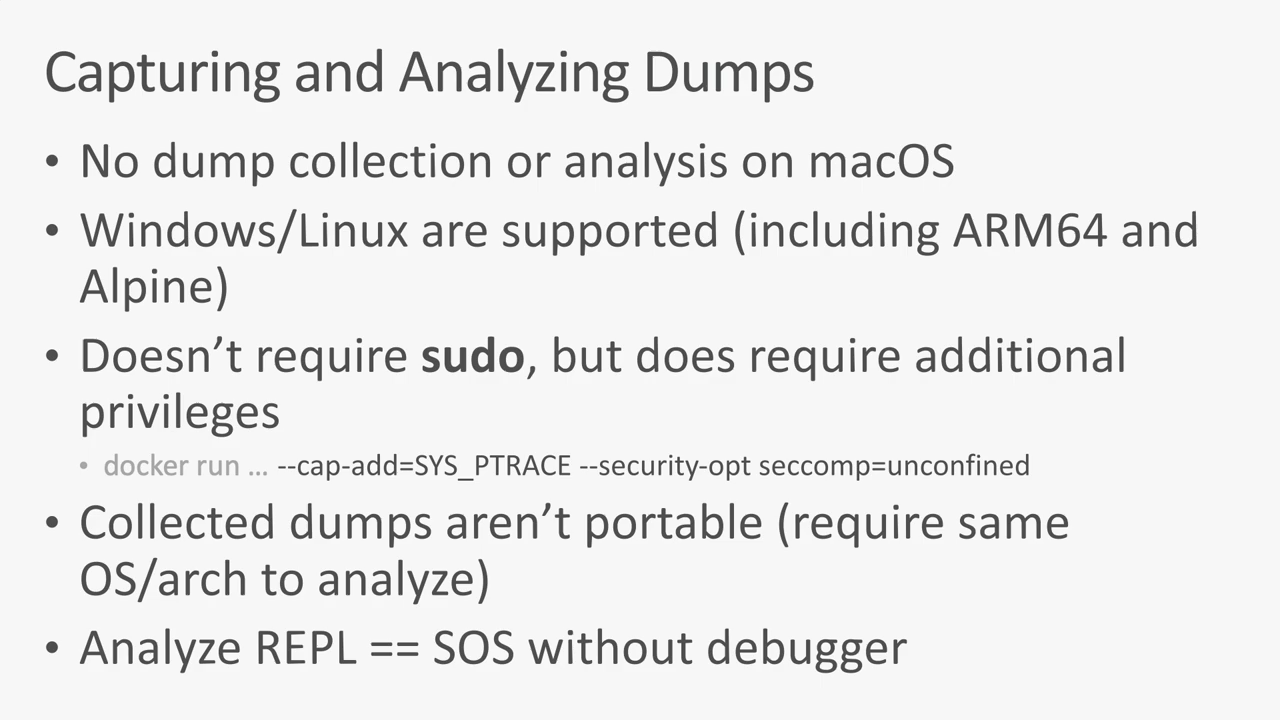 Capturing and Analyzing Dumps
• No dump collection or analysis on macOS
• Windows/Linux are supported (including ARM64 and
Alpine)
• Doesn’t require sudo, but does require additional
privileges
• docker run … --cap-add=SYS_PTRACE --security-opt seccomp=unconfined
• Collected dumps aren’t portable (require same
OS/arch to analyze)
• Analyze REPL == SOS without debugger